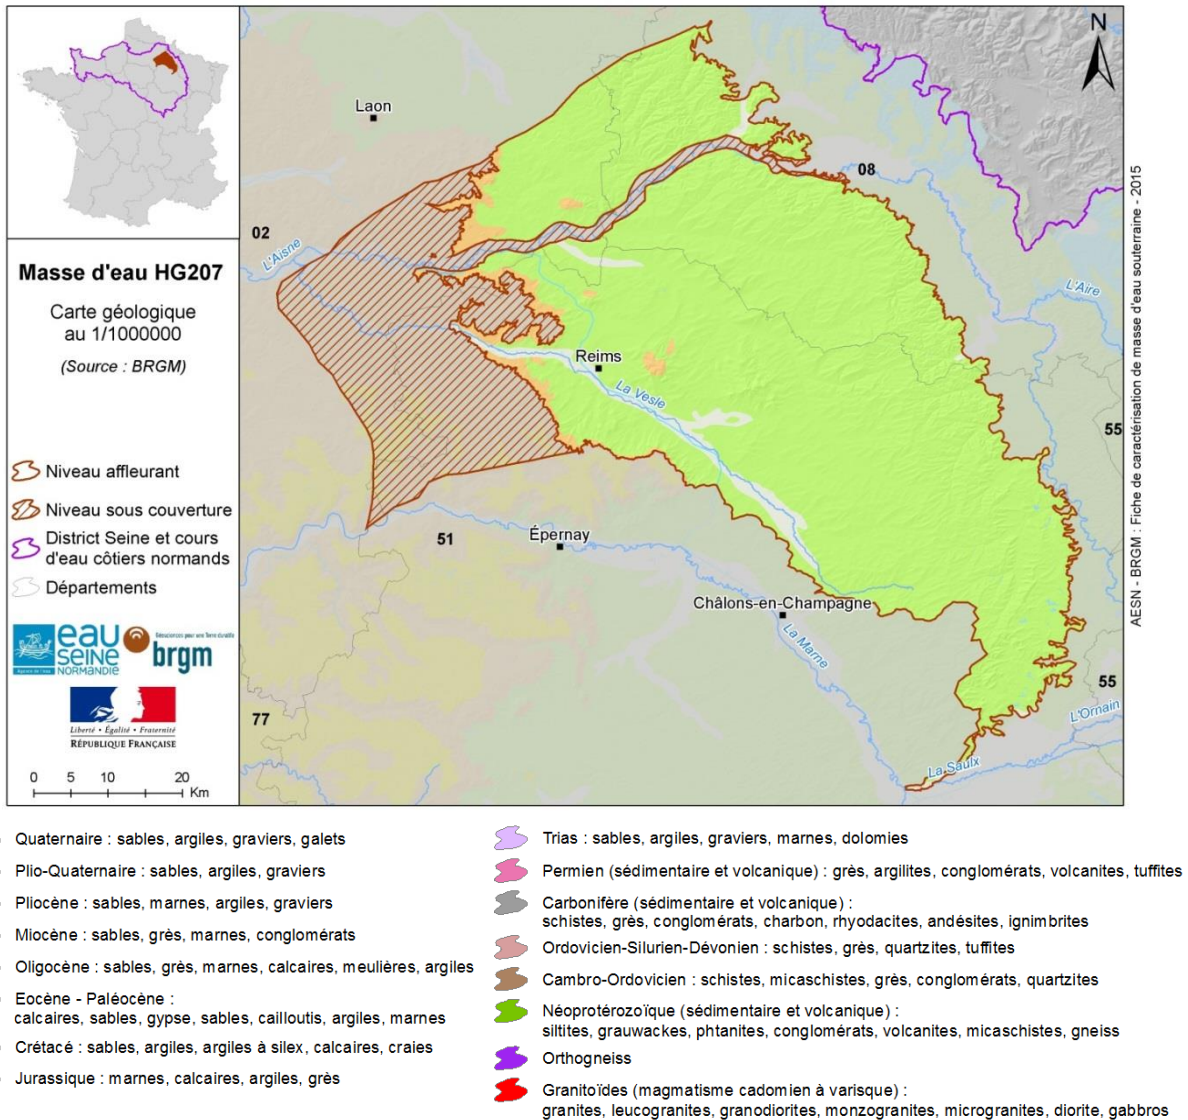 Masse d'eau HG207
Carte géologique
au 1/1000000
(Source : BRGM)
Niveau affleurant
Niveau sous couverture
District Seine et cours
d'eau côtiers normands
Départements
eau
SEINE
NORMANDIE
Géosciences pour une Terre durable
brgm
Liberté • Égalité • Fraternité
RÉPUBLIQUE FRANÇAISE
0 5 10 20
Km
N
Laon
08
02
L'Aisne
L'Aire
Reims
La Vesle
55
51
Épernay
Châlons-en-Champagne
La Marne
55
L'Ornain
77
La Saulx
AESN - BRGM : Fiche de caractérisation de masse d'eau souterraine - 2015
Quaternaire : sables, argiles, graviers, galets
Plio-Quaternaire : sables, argiles, graviers
Pliocène : sables, marnes, argiles, graviers
Miocène : sables, grès, marnes, conglomérats
Oligocène : sables, grès, marnes, calcaires, meulières, argiles
Eocène - Paléocène :
calcaires, sables, gypse, sables, cailloutis, argiles, marnes
Crétacé : sables, argiles, argiles à silex, calcaires, craies
Jurassique : marnes, calcaires, argiles, grès
Trias : sables, argiles, graviers, marnes, dolomies
Permien (sédimentaire et volcanique) : grès, argilites, conglomérats, volcanites, tuffites
Carbonifère (sédimentaire et volcanique) :
schistes, grès, conglomérats, charbon, rhyodacites, andésites, ignimbrites
Ordovicien-Silurien-Dévonien : schistes, grès, quartzites, tuffites
Cambro-Ordovicien : schistes, micaschistes, grès, conglomérats, quartzites
Néoprotérozoïque (sédimentaire et volcanique) :
siltites, grauwackes, phtanites, conglomérats, volcanites, micaschistes, gneiss
Orthogneiss
Granitoïdes (magmatisme cadomien à varisque) :
granites, leucogranites, granodiorites, monzogranites, microgranites, diorite, gabbros